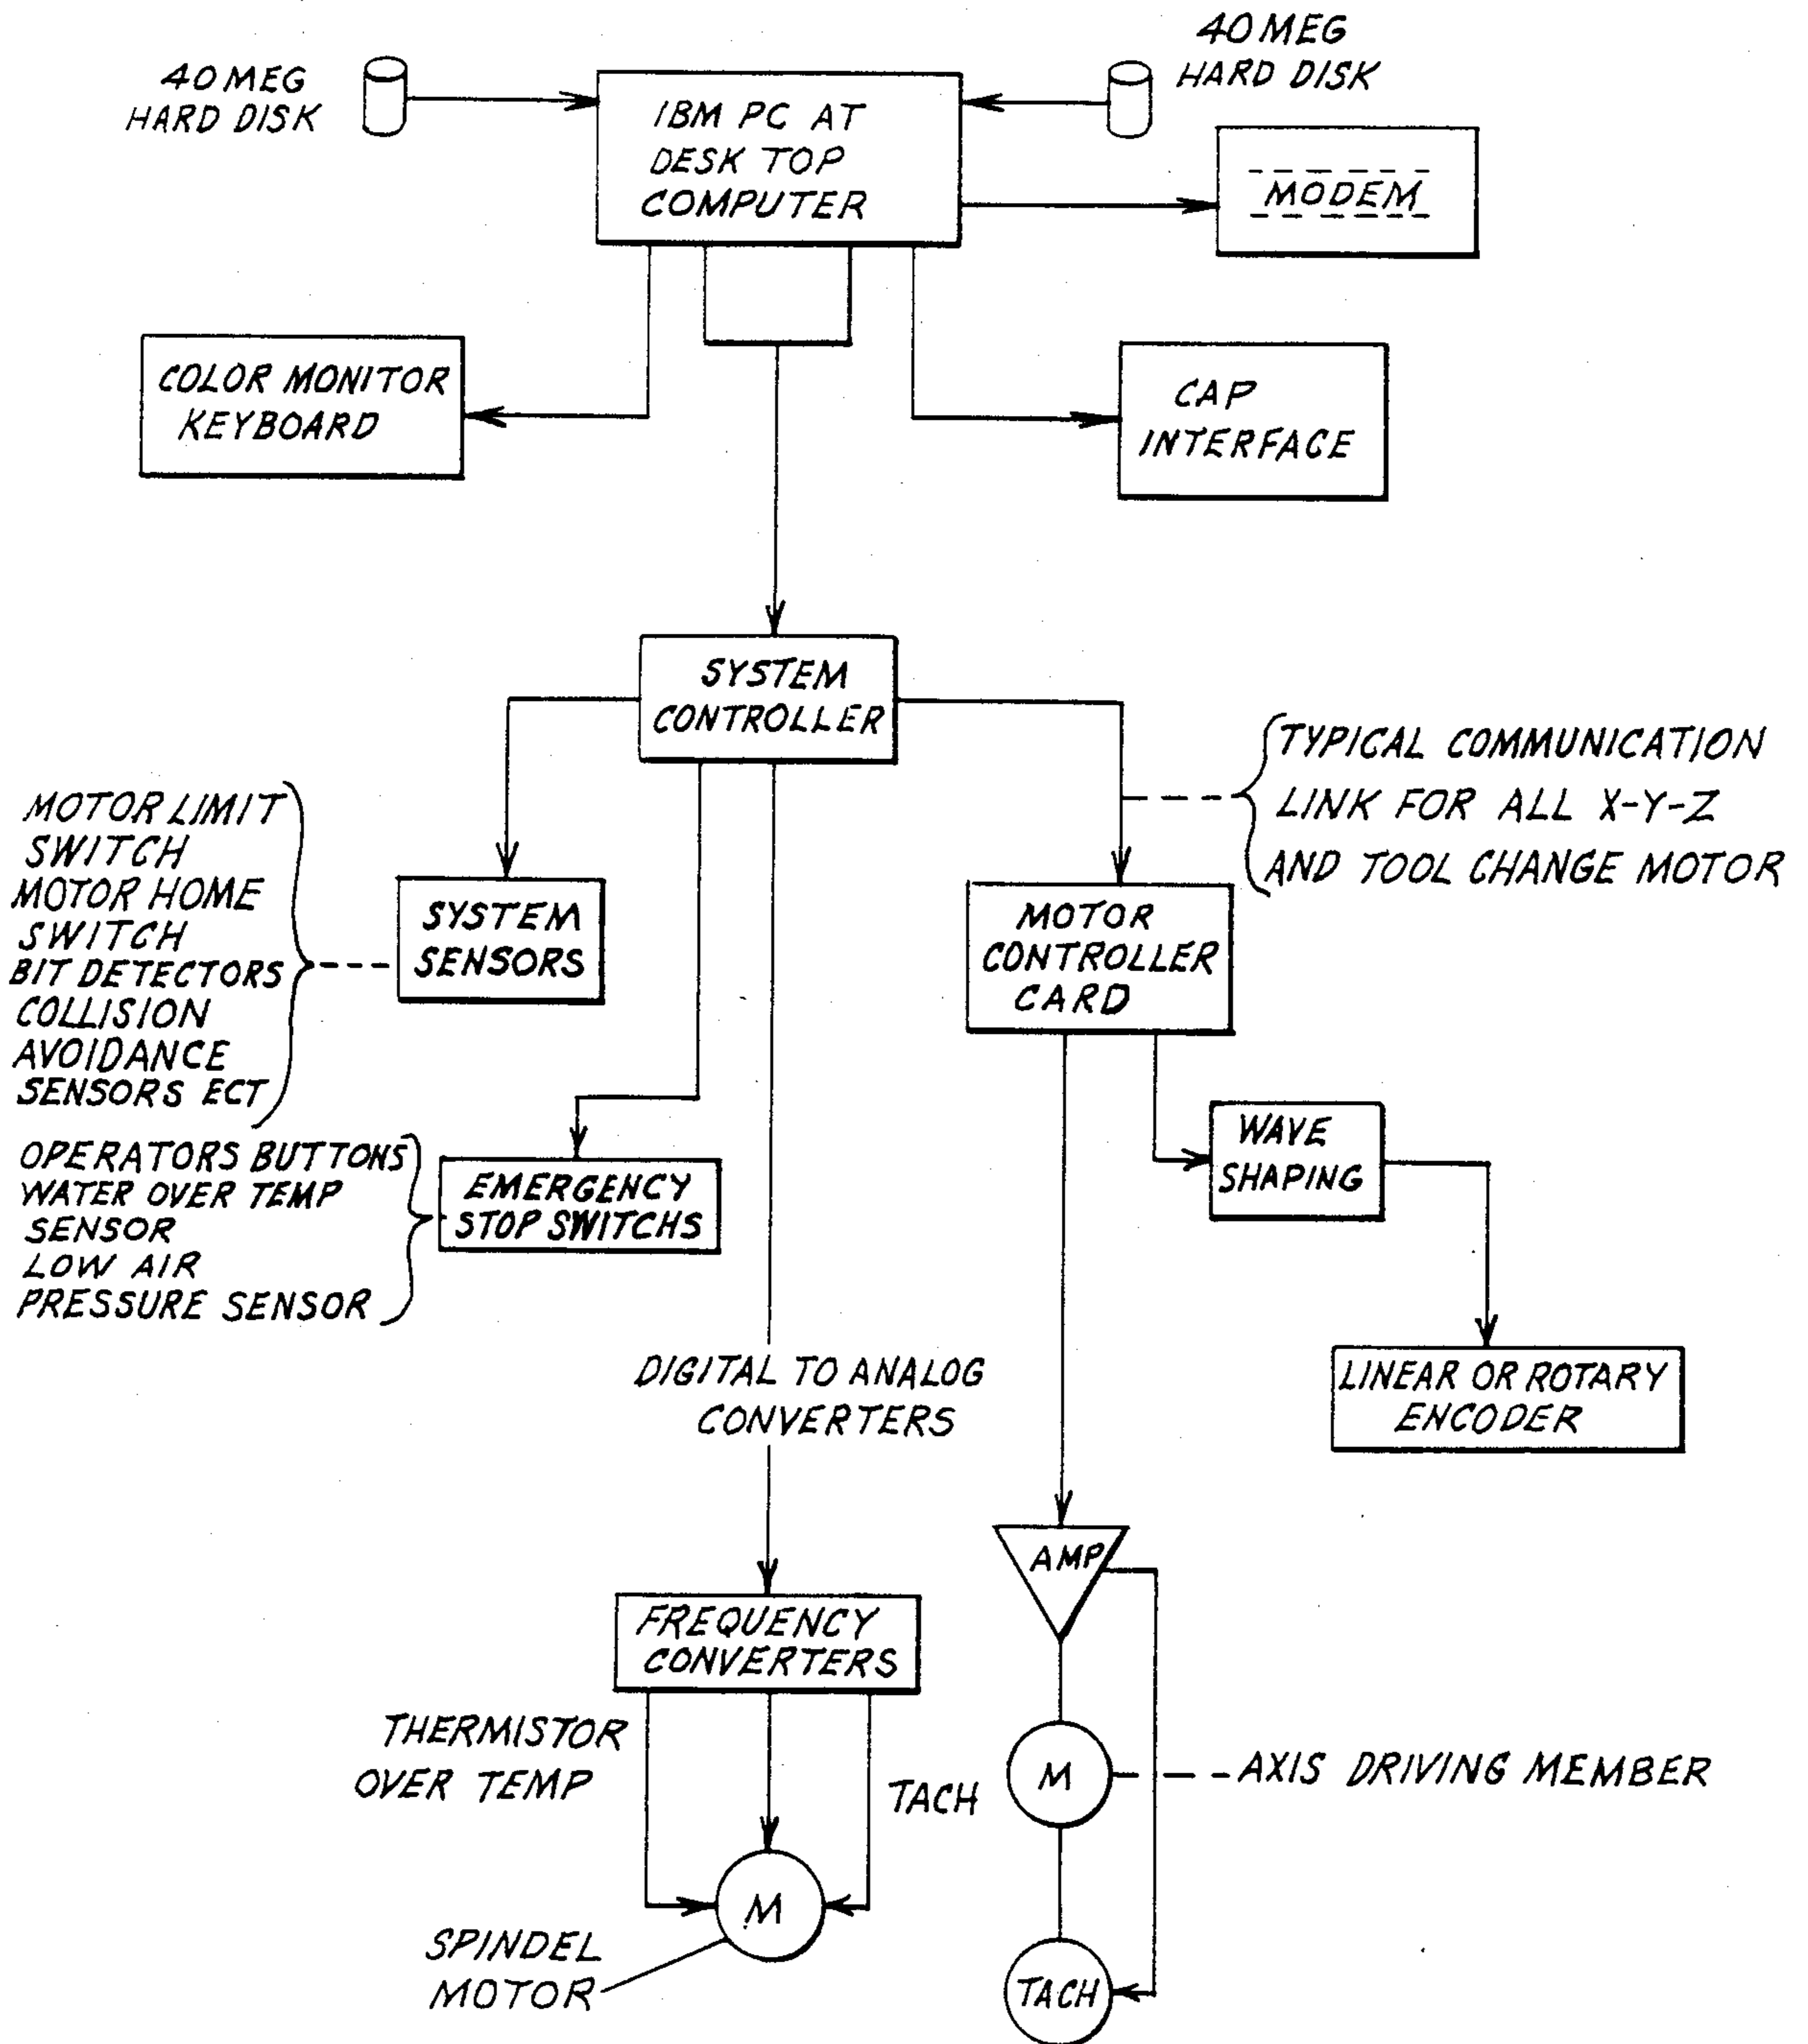 40 MEG
HARD DISK
40 MEG
HARD DISK
IBM PC AT
DESK TOP
COMPUTER
MODEM
COLOR MONITOR
KEYBOARD
CAP
INTERFACE
SYSTEM
CONTROLLER
TYPICAL COMMUNICATION
LINK FOR ALL X-Y-Z
AND TOOL CHANGE MOTOR
MOTOR LIMIT
SWITCH
MOTOR HOME
SWITCH
BIT DETECTORS
COLLISION
AVOIDANCE
SENSORS ECT
SYSTEM
SENSORS
MOTOR
CONTROLLER
CARD
OPERATORS BUTTONS
WATER OVER TEMP
SENSOR
LOW AIR
PRESSURE SENSOR
EMERGENCY
STOP SWITCHS
WAVE
SHAPING
DIGITAL TO ANALOG
CONVERTERS
LINEAR OR ROTARY
ENCODER
AMP
FREQUENCY
CONVERTERS
THERMISTOR
OVER TEMP
TACH
M
AXIS DRIVING MEMBER
M
SPINDEL
MOTOR
TACH